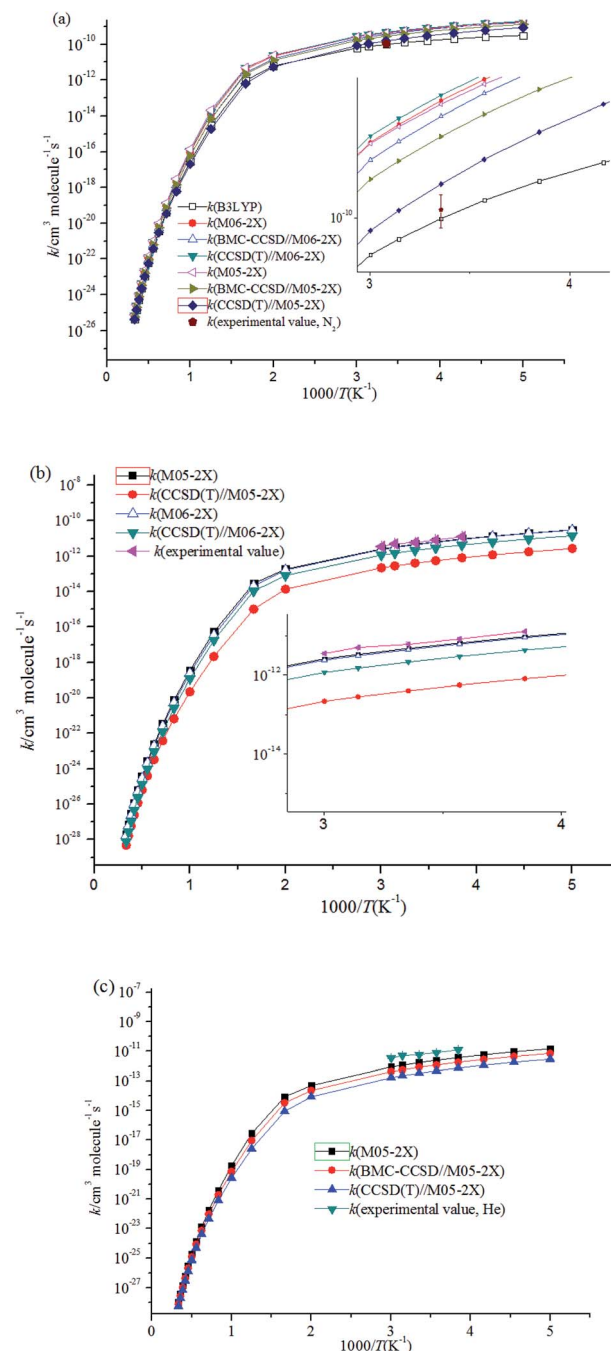 (a)
10⁻¹⁰
10⁻¹²
10⁻¹⁴
10⁻¹⁶
10⁻¹⁸
10⁻²⁰
10⁻²²
10⁻²⁴
10⁻²⁶
k/cm³ molecule⁻¹ s⁻¹
k(B3LYP)
k(M06-2X)
k(BMC-CCSD//M06-2X)
k(CCSD(T)//M06-2X)
k(M05-2X)
k(BMC-CCSD//M05-2X)
k(CCSD(T)//M05-2X)
k(experimental value, N₂)
10⁻¹⁰
3 4
0 1 2 3 4 5
1000/T(K⁻¹)
(b)
k(M05-2X)
k(CCSD(T)//M05-2X)
k(M06-2X)
k(CCSD(T)//M06-2X)
k(experimental value)
10⁻⁸
10⁻¹⁰
10⁻¹²
10⁻¹⁴
10⁻¹⁶
10⁻¹⁸
10⁻²⁰
10⁻²²
10⁻²⁴
10⁻²⁶
10⁻²⁸
k/cm³ molecule⁻¹ s⁻¹
10⁻¹²
10⁻¹⁴
3 4
0 1 2 3 4 5
1000/T(K⁻¹)
(c)
10⁻⁷
10⁻⁹
10⁻¹¹
10⁻¹³
10⁻¹⁵
10⁻¹⁷
10⁻¹⁹
10⁻²¹
10⁻²³
10⁻²⁵
10⁻²⁷
k/cm³ molecule⁻¹ s⁻¹
k(M05-2X)
k(BMC-CCSD//M05-2X)
k(CCSD(T)//M05-2X)
k(experimental value, He)
0 1 2 3 4 5
1000/T(K⁻¹)